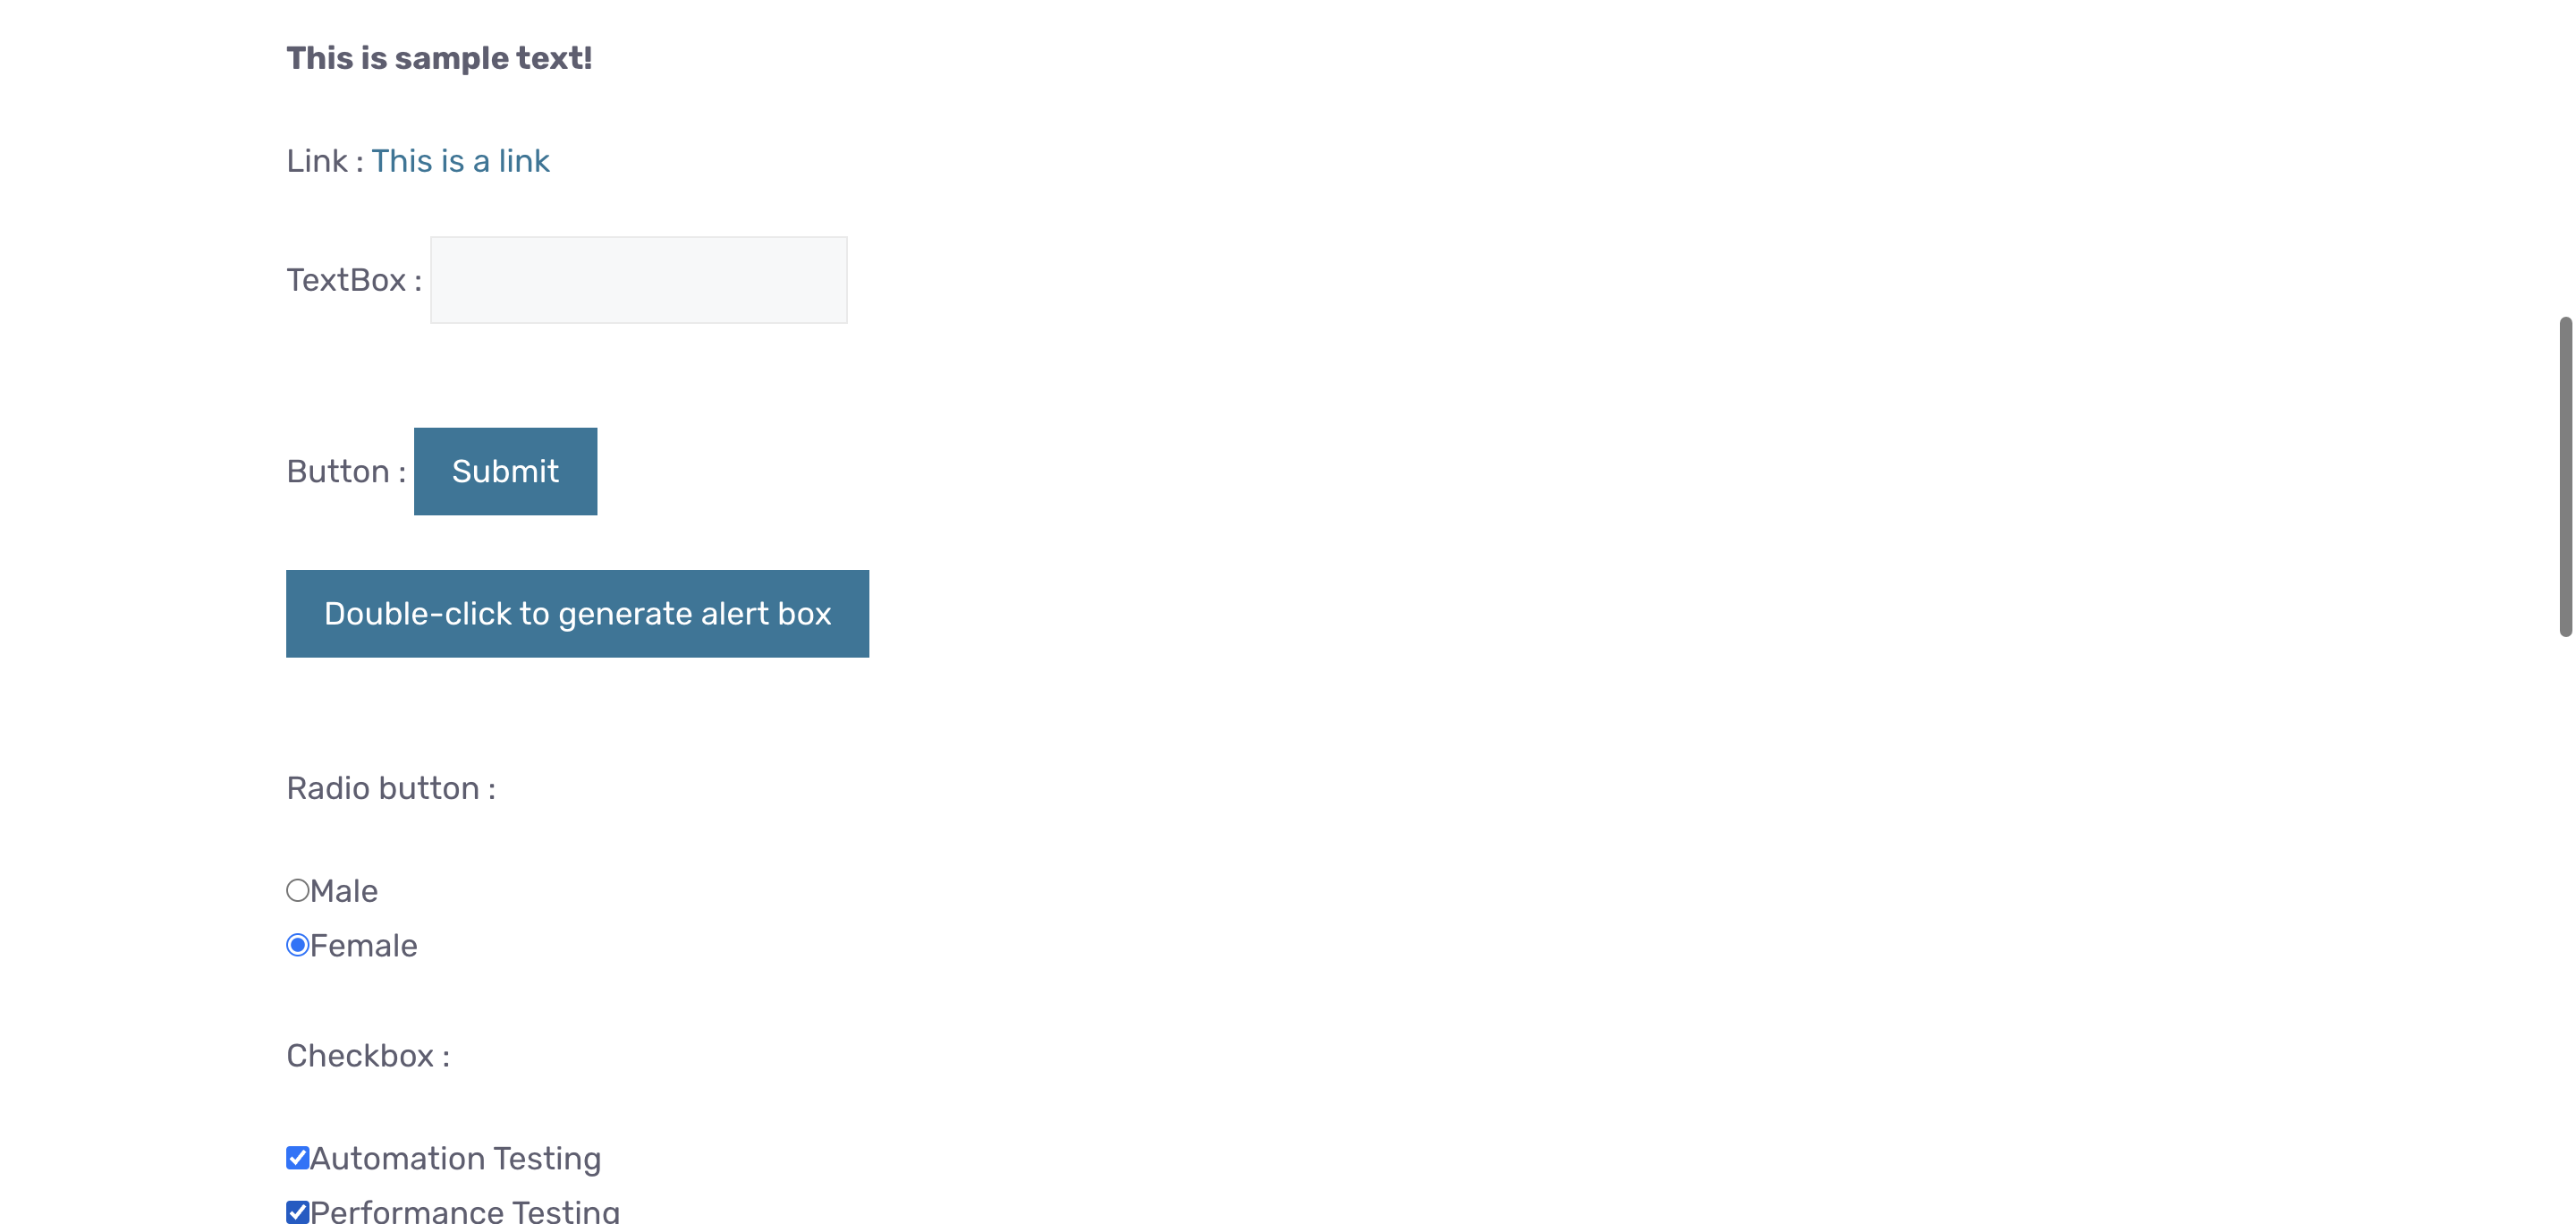 This is sample text!
Link : This is a link
TextBox :
Button : Submit
Double-click to generate alert box
Radio button :
Male
Female
Checkbox :
Automation Testing
Performance Testing